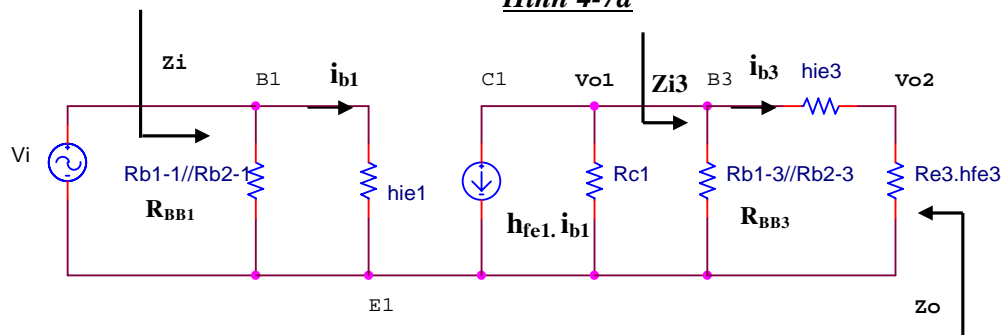 Hình 4-7a
Zi
B1
ib1
C1
Vo1
Zi3
B3
ib3
hie3
Vo2
Vi
Rb1-1//Rb2-1
RBB1
hie1
hfe1. ib1
Rc1
Rb1-3//Rb2-3
RBB3
Re3.hfe3
E1
Zo